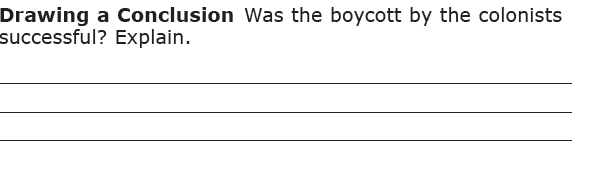 Drawing a Conclusion Was the boycott by the colonists
successful? Explain.